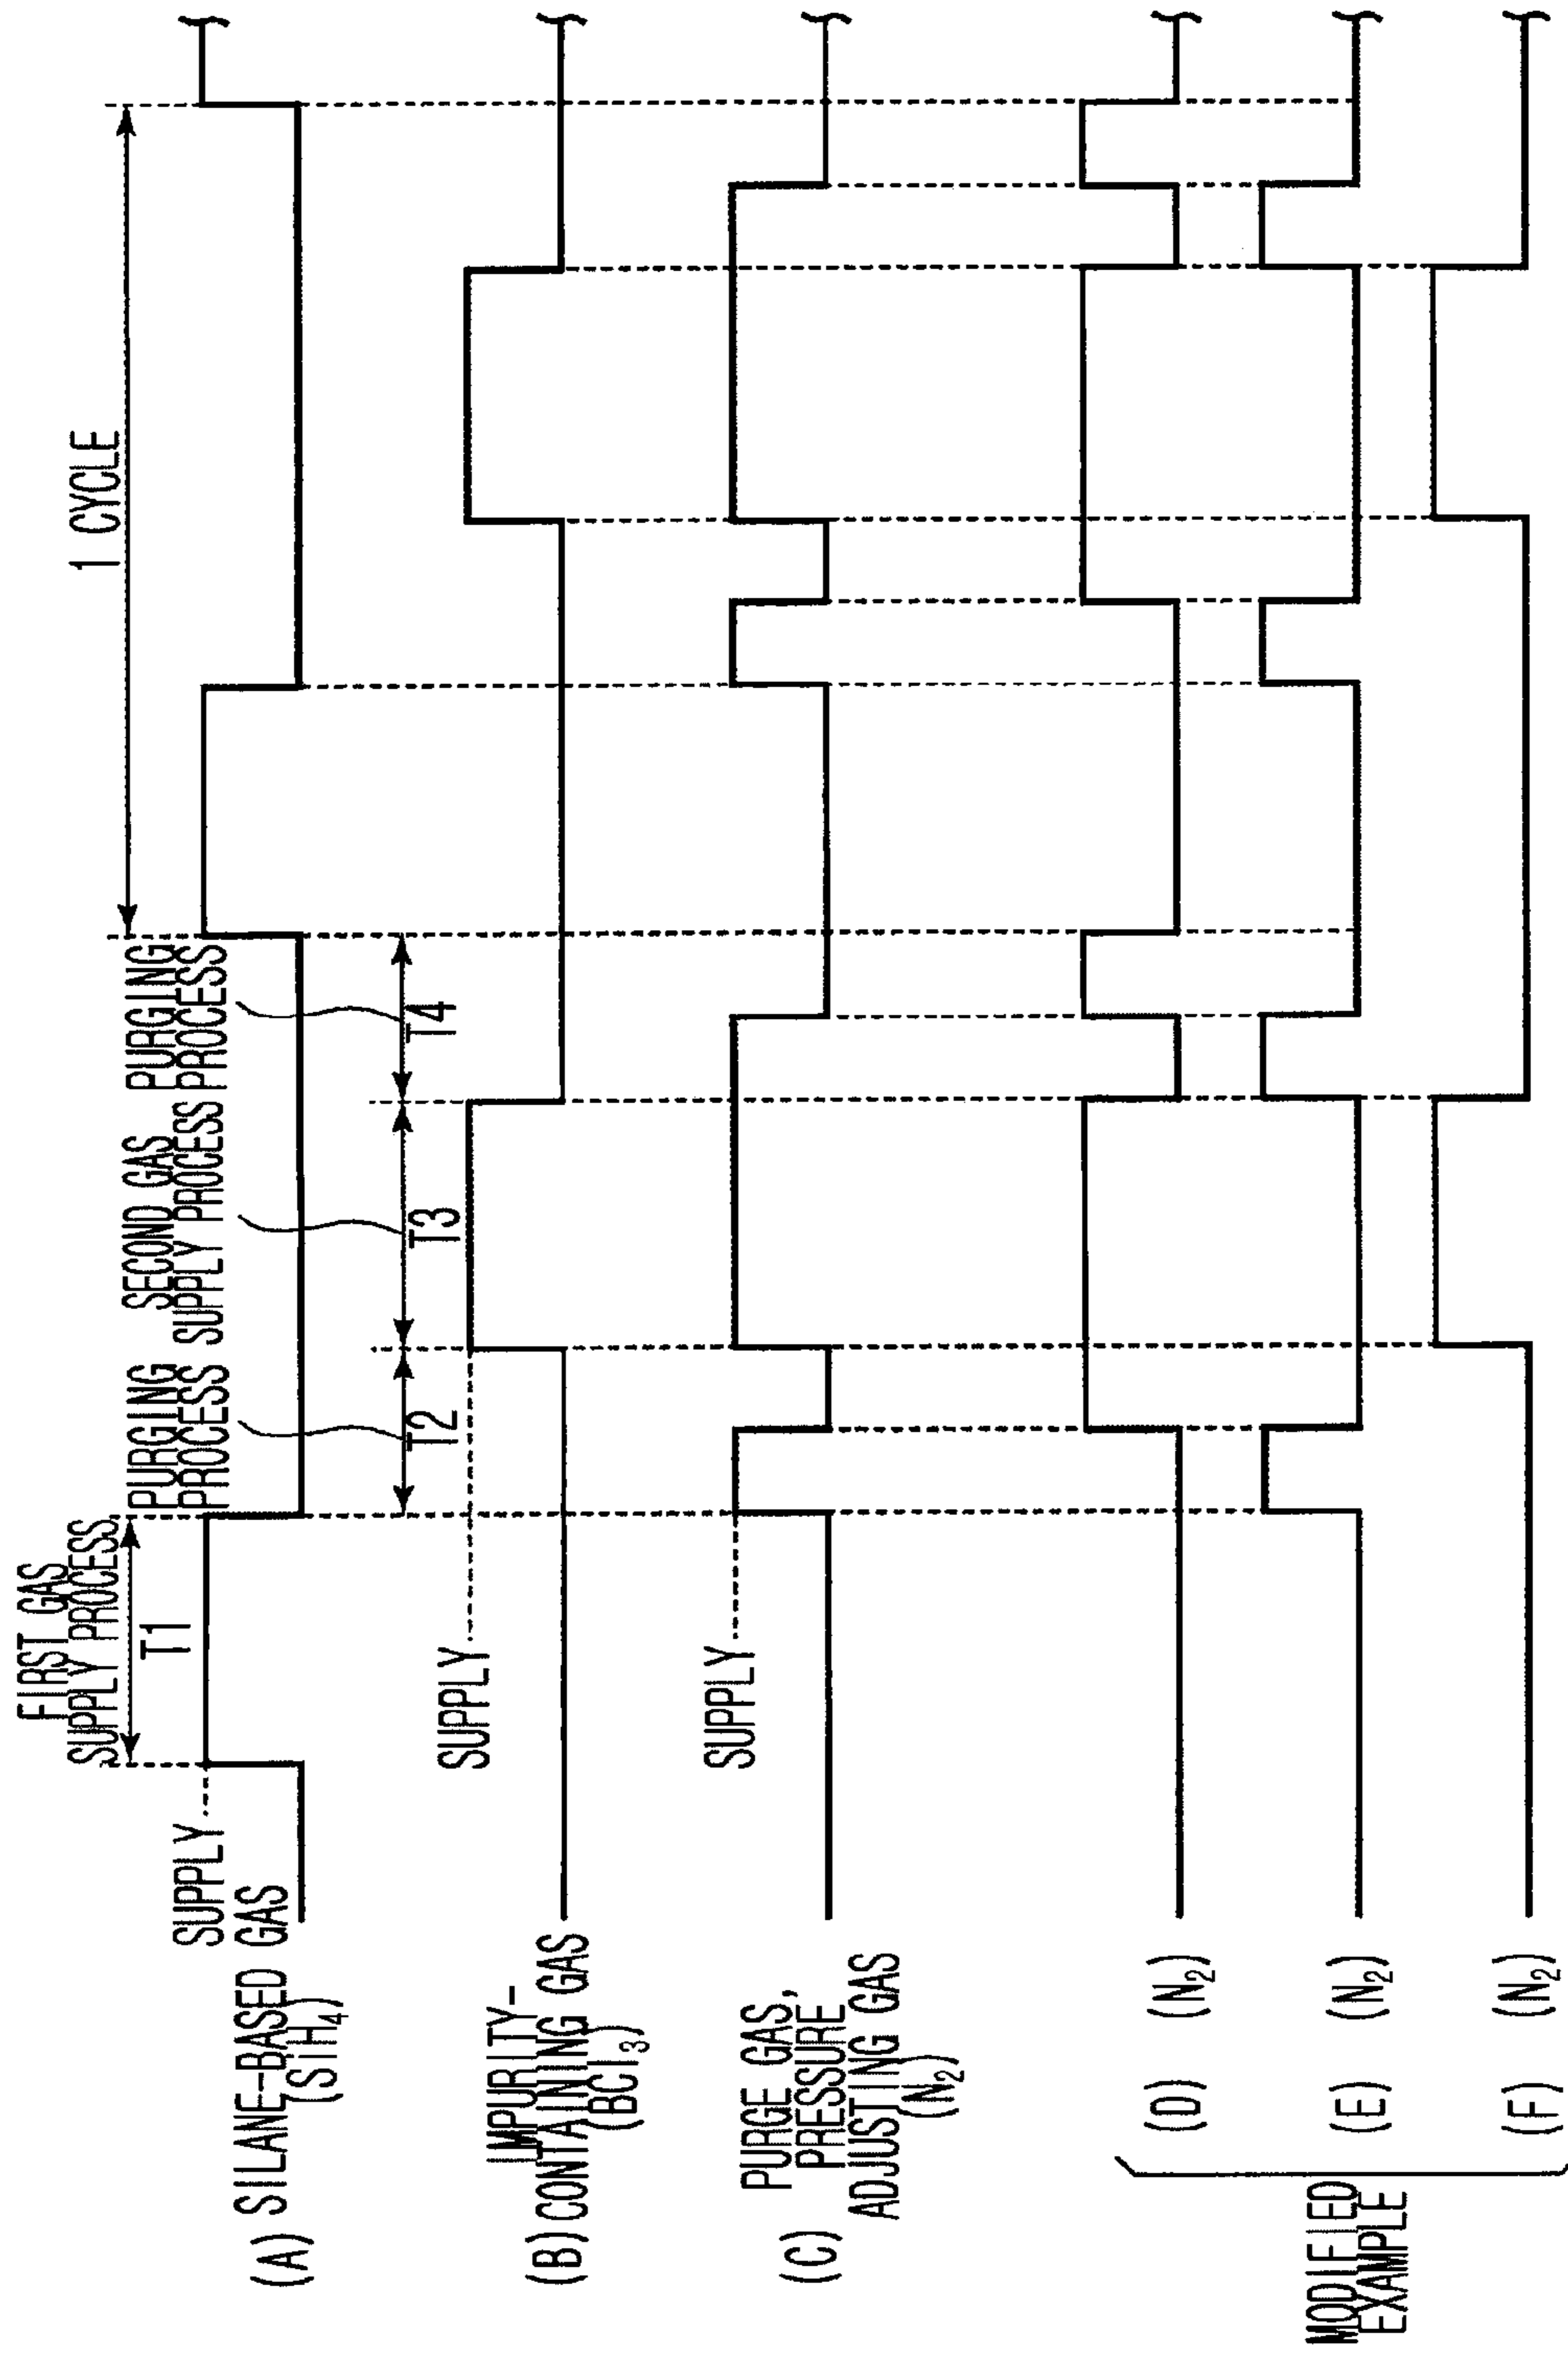 FIRST GAS
SUPPLY PROCESS
PURGING
PROCESS
SECOND GAS
SUPPLY PROCESS
PURGING
PROCESS
1 CYCLE
T1
T2
T3
T4
SUPPLY
(A) SILANE-BASED GAS
(SiH4)
SUPPLY
IMPURITY-
(B) CONTAINING GAS
(BCl3)
SUPPLY
PURGE GAS,
(C) PRESSURE
ADJUSTING GAS
(N2)
MODIFIED
EXAMPLE
(D) (N2)
(E) (N2)
(F) (N2)